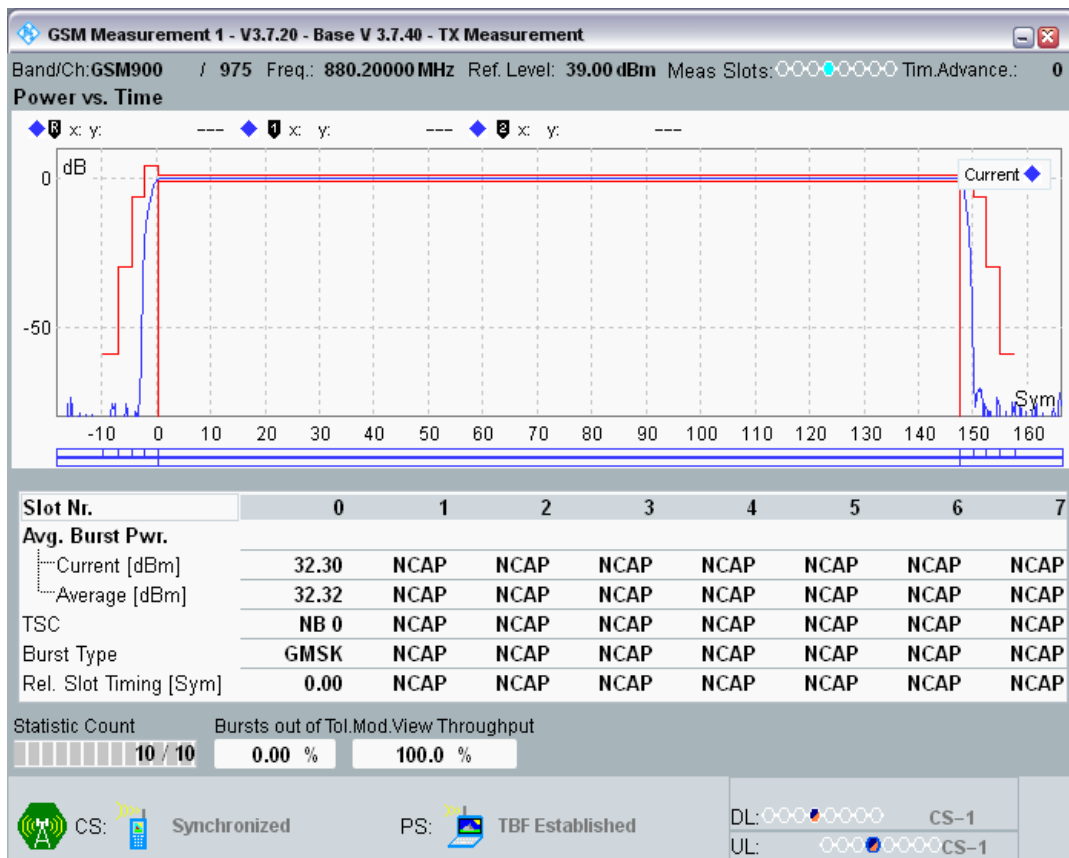 GSM Measurement 1 - V3.7.20 - Base V 3.7.40 - TX Measurement
Band/Ch:GSM900 / 975 Freq.: 880.20000 MHz Ref. Level: 39.00 dBm Meas Slots: Tim.Advance.: 0
Power vs. Time
R x: y: --- 1 x: y: --- 2 x: y: ---
dB
0
Current
-50
Sym
-10 0 10 20 30 40 50 60 70 80 90 100 110 120 130 140 150 160
Slot Nr. 0 1 2 3 4 5 6 7
Avg. Burst Pwr.
Current [dBm] 32.30 NCAP NCAP NCAP NCAP NCAP NCAP NCAP
Average [dBm] 32.32 NCAP NCAP NCAP NCAP NCAP NCAP NCAP
TSC NB 0 NCAP NCAP NCAP NCAP NCAP NCAP NCAP
Burst Type GMSK NCAP NCAP NCAP NCAP NCAP NCAP NCAP
Rel. Slot Timing [Sym] 0.00 NCAP NCAP NCAP NCAP NCAP NCAP NCAP
Statistic Count Bursts out of Tol.Mod.View Throughput
10 / 10 0.00 % 100.0 %
CS: Synchronized PS: TBF Established DL: CS-1
UL: CS-1